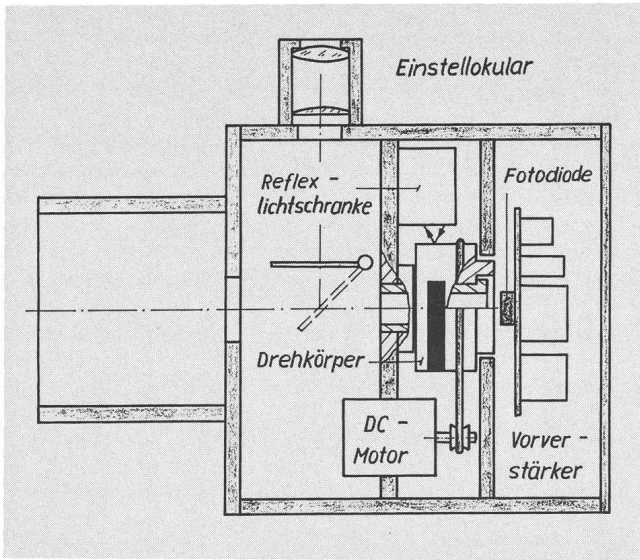 Einstellokular
Reflex -
lichtschranke
Fotodiode
Drehkörper
DC -
Motor
Vorver -
stärker